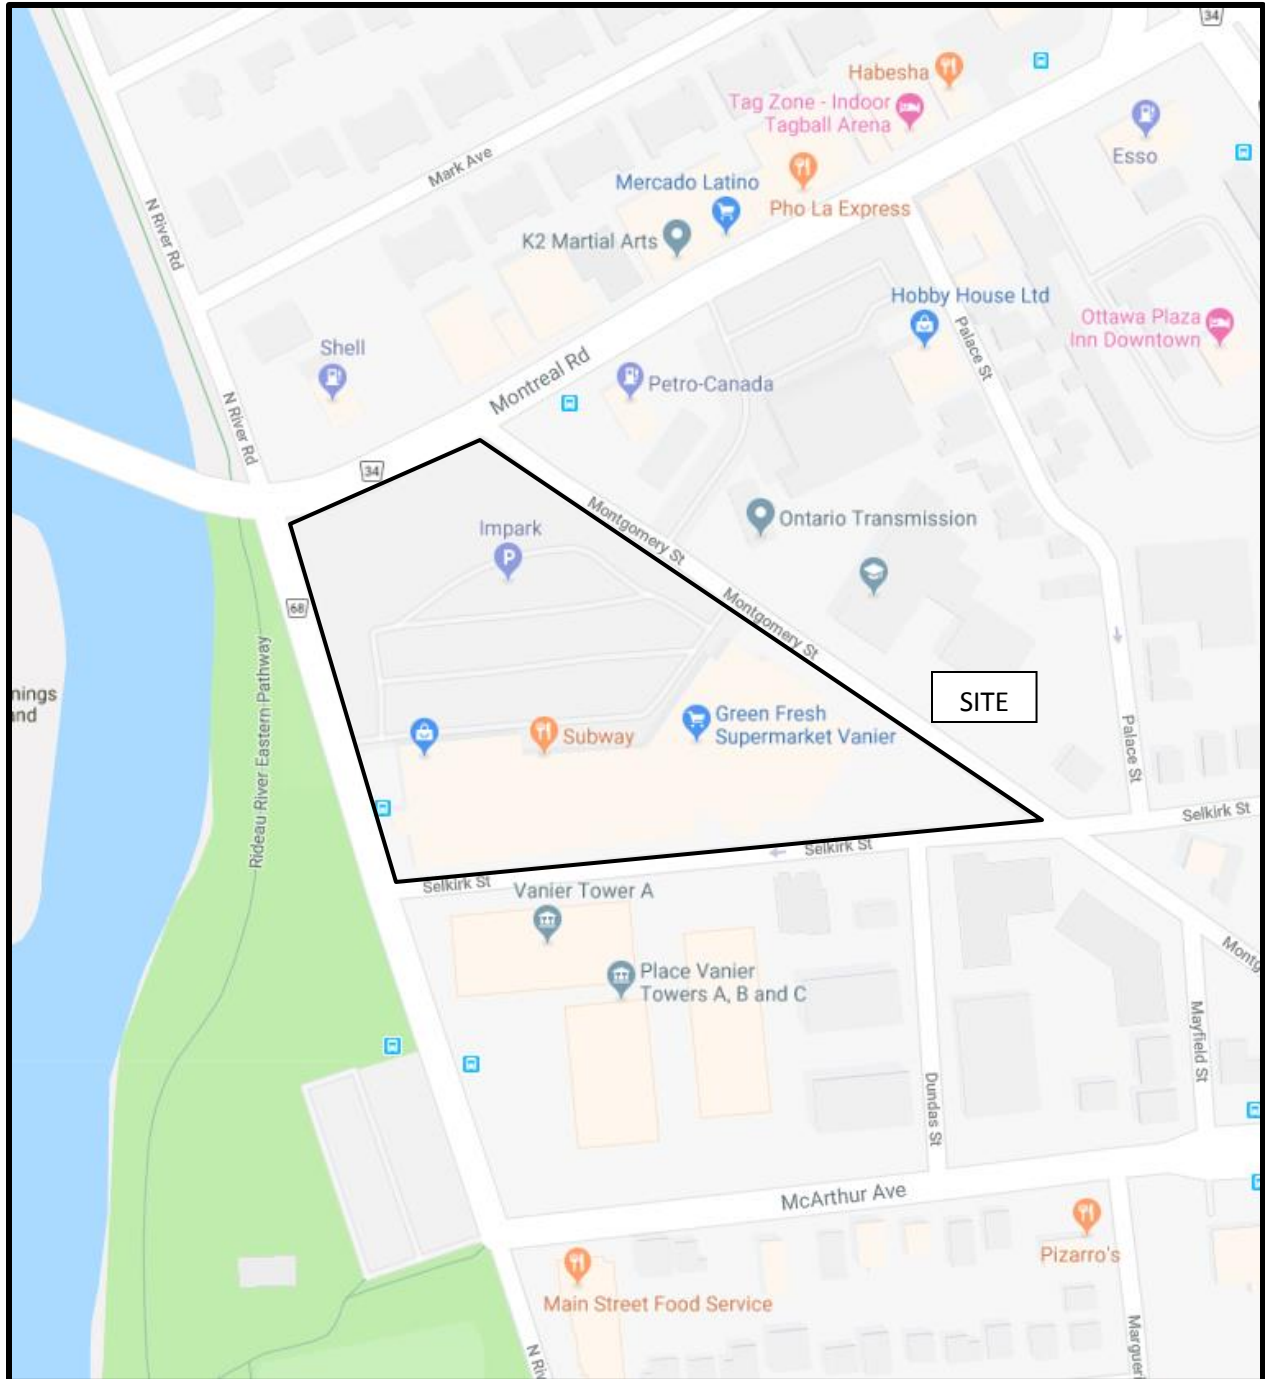 34
Habesha
Tag Zone - Indoor
Tagball Arena
Esso
Mark Ave
Mercado Latino
Pho La Express
N River Rd
K2 Martial Arts
Hobby House Ltd
Palace St
Ottawa Plaza
Inn Downtown
Shell
Montreal Rd
Petro-Canada
N River Rd
34
Impark
P
Montgomery St
Ontario Transmission
68
Montgomery St
Rideau River Eastern Pathway
nings
and
SITE
Green Fresh
Supermarket Vanier
Subway
Palace St
Selkirk St
Selkirk St
Selkirk St
Vanier Tower A
Place Vanier
Towers A, B and C
Montg
Mayfield St
Dundas St
McArthur Ave
Pizarro's
Main Street Food Service
N Riv
Margueri